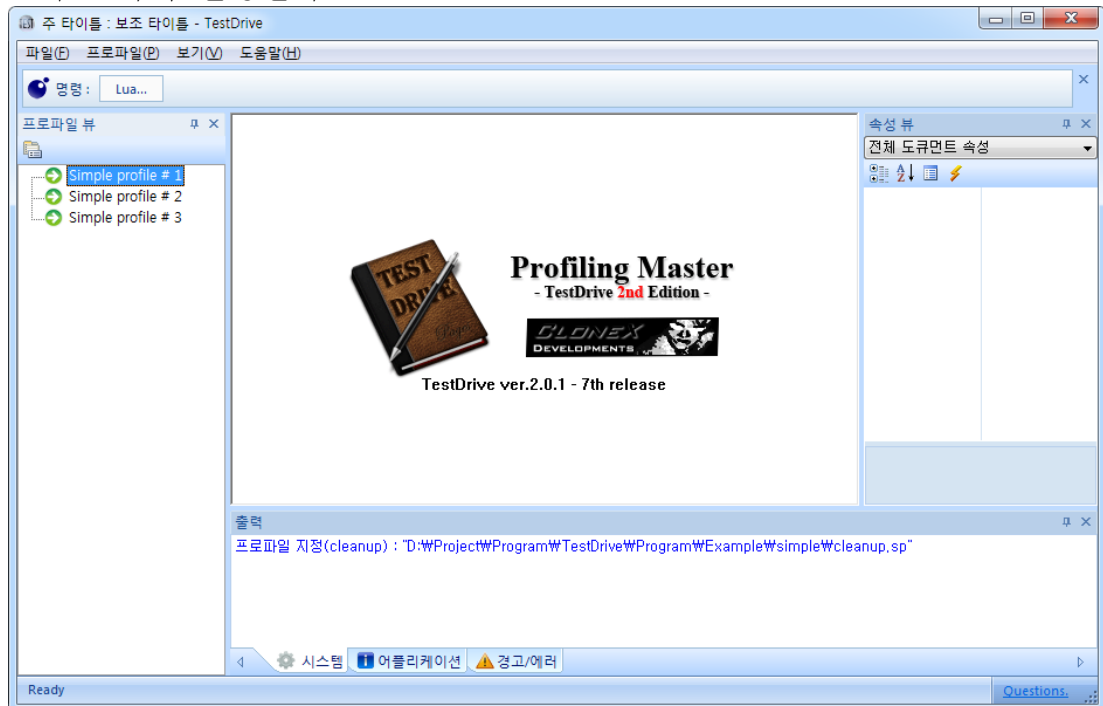 주 타이틀 : 보조 타이틀 - TestDrive
파일(F) 프로파일(P) 보기(V) 도움말(H)
명령 : Lua...
프로파일 뷰
Simple profile # 1
Simple profile # 2
Simple profile # 3
TEST DRIVE
Profiling Master
- TestDrive 2nd Edition -
CLONEX
DEVELOPMENTS
TestDrive ver.2.0.1 - 7th release
속성 뷰
전체 도큐먼트 속성
출력
프로파일 지정(cleanup) : "D:₩Project₩Program₩TestDrive₩Program₩Example₩simple₩cleanup.sp"
시스템 어플리케이션 경고/에러
Ready
Questions.